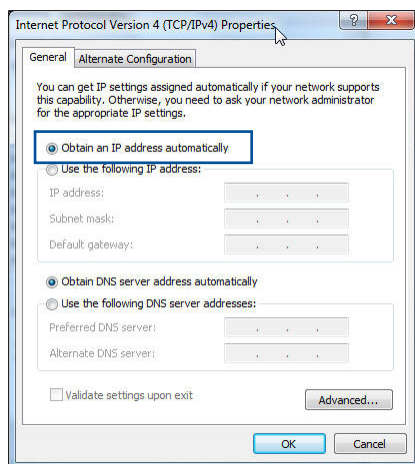 Internet Protocol Version 4 (TCP/IPv4) Properties
General
Alternate Configuration
You can get IP settings assigned automatically if your network supports
this capability. Otherwise, you need to ask your network administrator
for the appropriate IP settings.
Obtain an IP address automatically
Use the following IP address:
IP address:
Subnet mask:
Default gateway:
Obtain DNS server address automatically
Use the following DNS server addresses:
Preferred DNS server:
Alternate DNS server:
Validate settings upon exit
Advanced...
OK
Cancel